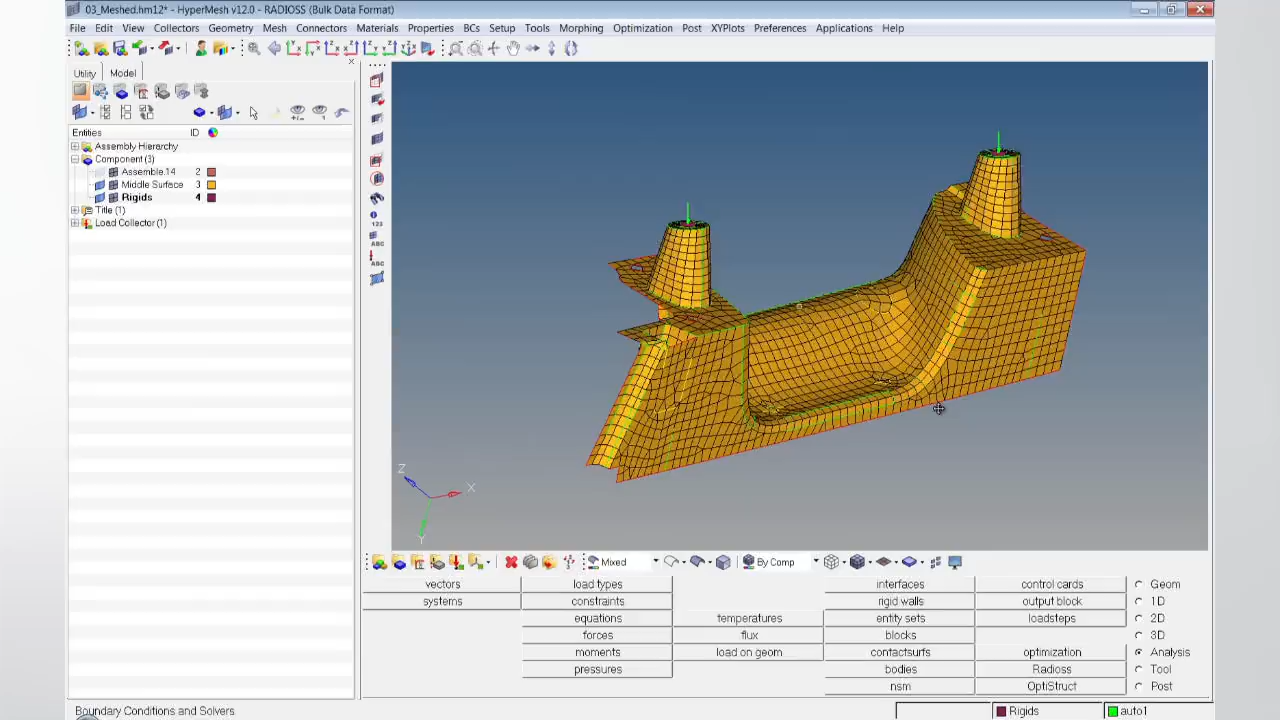 03_Meshed.hm12* - HyperMesh v12.0 - RADIOSS (Bulk Data Format)
File Edit View Collectors Geometry Mesh Connectors Materials Properties BCs Setup Tools Morphing Optimization Post XYPlots Preferences Applications Help
Utility Model
Entities ID
Assembly Hierarchy
Component (3)
Assemble.14 2
Middle Surface 3
Rigids 4
Title (1)
Load Collector (1)
123
ABC
ABC
Z
X
Y
Mixed By Comp
vectors load types interfaces control cards Geom
systems constraints rigid walls output block 1D
equations temperatures entity sets loadsteps 2D
forces flux blocks 3D
moments load on geom contactsurfs optimization Analysis
pressures bodies Radioss Tool
nsm OptiStruct Post
Boundary Conditions and Solvers Rigids auto1